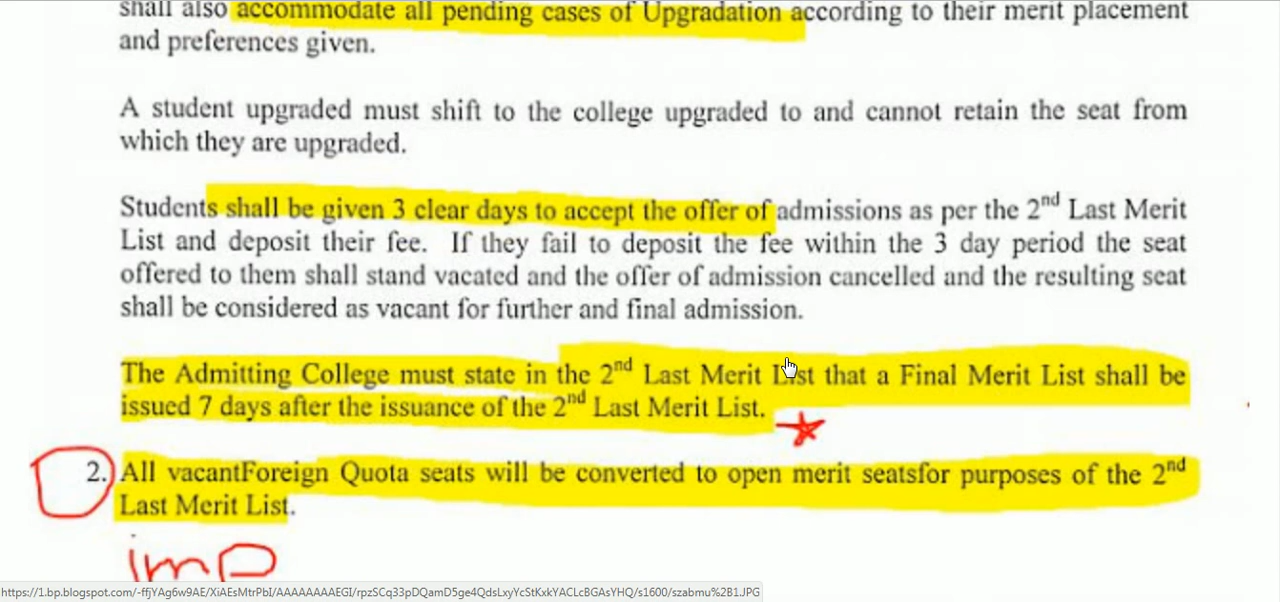 shall also accommodate all pending cases of Upgradation according to their merit placement
and preferences given.
A student upgraded must shift to the college upgraded to and cannot retain the seat from
which they are upgraded.
Students shall be given 3 clear days to accept the offer of admissions as per the 2nd Last Merit
List and deposit their fee. If they fail to deposit the fee within the 3 day period the seat
offered to them shall stand vacated and the offer of admission cancelled and the resulting seat
shall be considered as vacant for further and final admission.
The Admitting College must state in the 2nd Last Merit List that a Final Merit List shall be
issued 7 days after the issuance of the 2nd Last Merit List.
2. All vacantForeign Quota seats will be converted to open merit seatsfor purposes of the 2nd
Last Merit List.
imp
https://1.bp.blogspot.com/-ffjYAg6w9AE/XiAEsMtrPbI/AAAAAAAAEGI/rpzSCq33pDQamD5ge4QdsLxyYcStKxkYACLcBGAsYHQ/s1600/szabmu%2B1.JPG